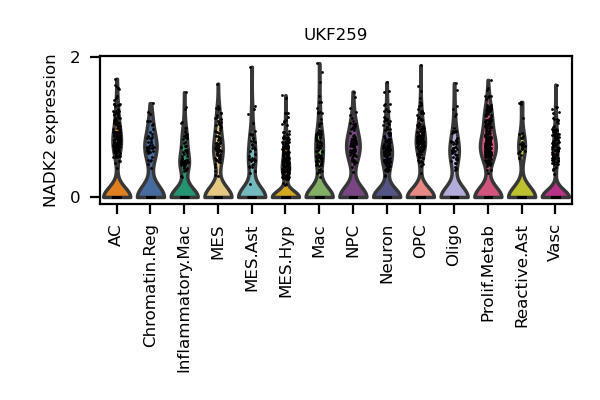 UKF259
NADK2 expression
2
0
AC
Chromatin.Reg
Inflammatory.Mac
MES
MES.Ast
MES.Hyp
Mac
NPC
Neuron
OPC
Oligo
Prolif.Metab
Reactive.Ast
Vasc